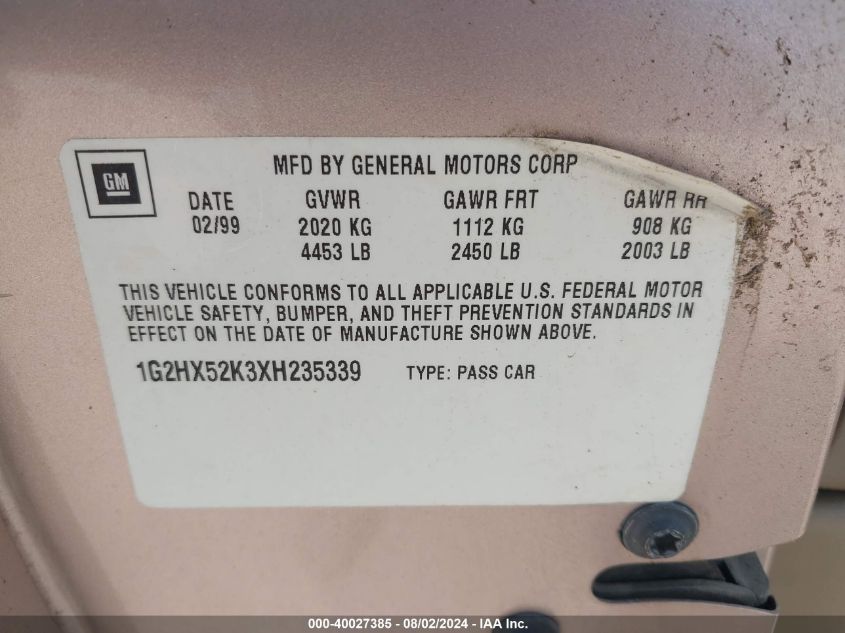 GM
MFD BY GENERAL MOTORS CORP
DATE GVWR GAWR FRT GAWR RR
02/99 2020 KG 1112 KG 908 KG
4453 LB 2450 LB 2003 LB
THIS VEHICLE CONFORMS TO ALL APPLICABLE U.S. FEDERAL MOTOR
VEHICLE SAFETY, BUMPER, AND THEFT PREVENTION STANDARDS IN
EFFECT ON THE DATE OF MANUFACTURE SHOWN ABOVE.
1G2HX52K3XH235339 TYPE: PASS CAR
000-40027385 - 08/02/2024 - IAA Inc.